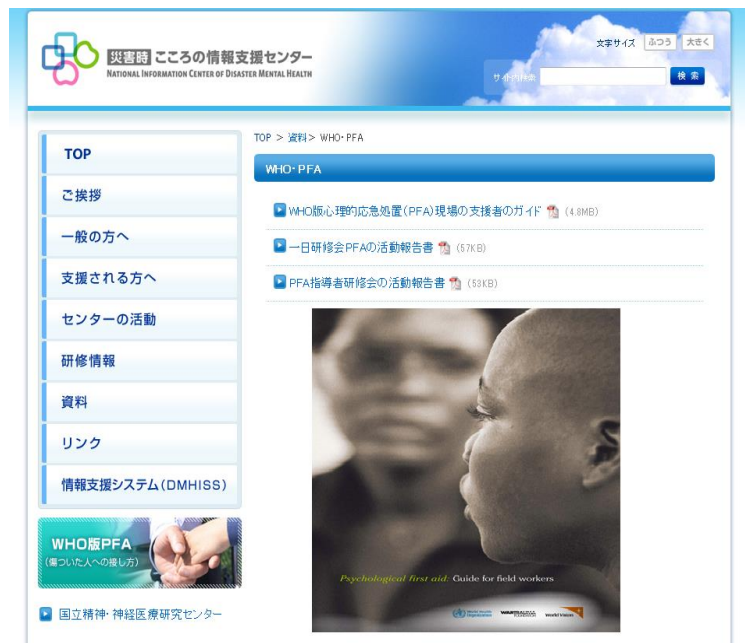 災害時 こころの情報支援センター
NATIONAL INFORMATION CENTER OF DISASTER MENTAL HEALTH
文字サイズ ふつう 大きく
サイト内検索 検索
TOP
ご挨拶
一般の方へ
支援される方へ
センターの活動
研修情報
資料
リンク
情報支援システム(DMHISS)
WHO版PFA
(傷ついた人への接し方)
国立精神・神経医療研究センター
TOP > 資料> WHO・PFA
WHO・PFA
WHO版心理的応急処置(PFA)現場の支援者のガイド (4.8MB)
一日研修会PFAの活動報告書 (57KB)
PFA指導者研修会の活動報告書 (53KB)
Psychological first aid: Guide for field workers
World Health
Organization
World Vision